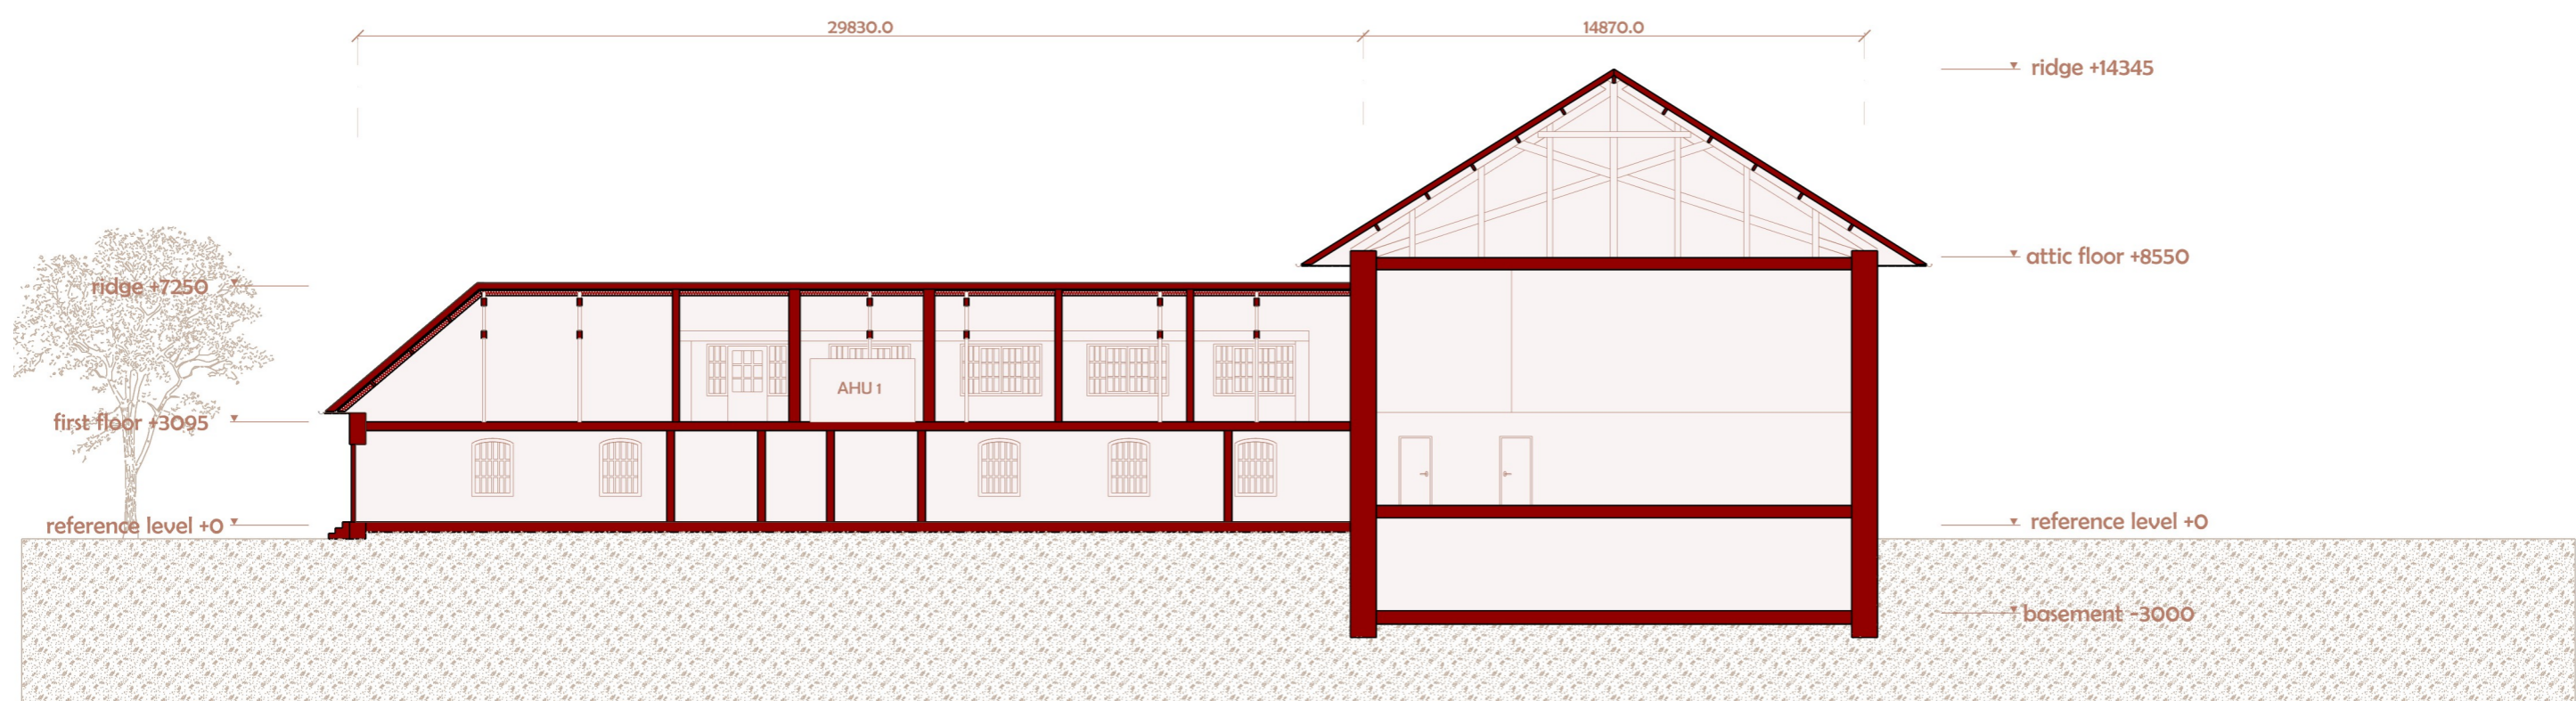 29830.0
14870.0
ridge +14345
attic floor +8550
ridge +7250
AHU 1
first floor +3095
reference level +0
reference level +0
basement -3000